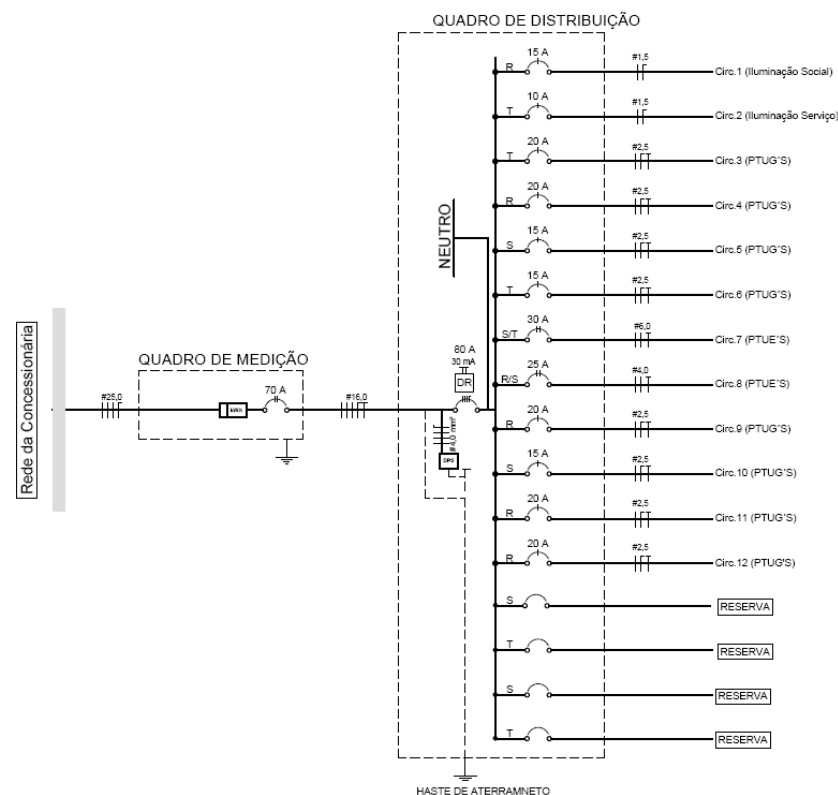 QUADRO DE DISTRIBUIÇÃO
15 A
R
#1,5
Circ.1 (Iluminação Social)
10 A
T
#1,5
Circ.2 (Iluminação Serviço)
20 A
T
#2,5
Circ.3 (PTUG'S)
20 A
R
#2,5
Circ.4 (PTUG'S)
NEUTRO
15 A
S
#2,5
Circ.5 (PTUG'S)
15 A
T
#2,5
Circ.6 (PTUG'S)
30 A
S/T
#6,0
Circ.7 (PTUE'S)
Rede da Concessionária
QUADRO DE MEDIÇÃO
80 A
30 mA
DR
25 A
R/S
#4,0
Circ.8 (PTUE'S)
#25,0
70 A
#16,0
20 A
R
#2,5
Circ.9 (PTUG'S)
#4,0 mm²
DPS
15 A
S
#2,5
Circ.10 (PTUG'S)
20 A
R
#2,5
Circ.11 (PTUG'S)
20 A
R
#2,5
Circ.12 (PTUG'S)
S
RESERVA
T
RESERVA
S
RESERVA
T
RESERVA
HASTE DE ATERRAMNETO